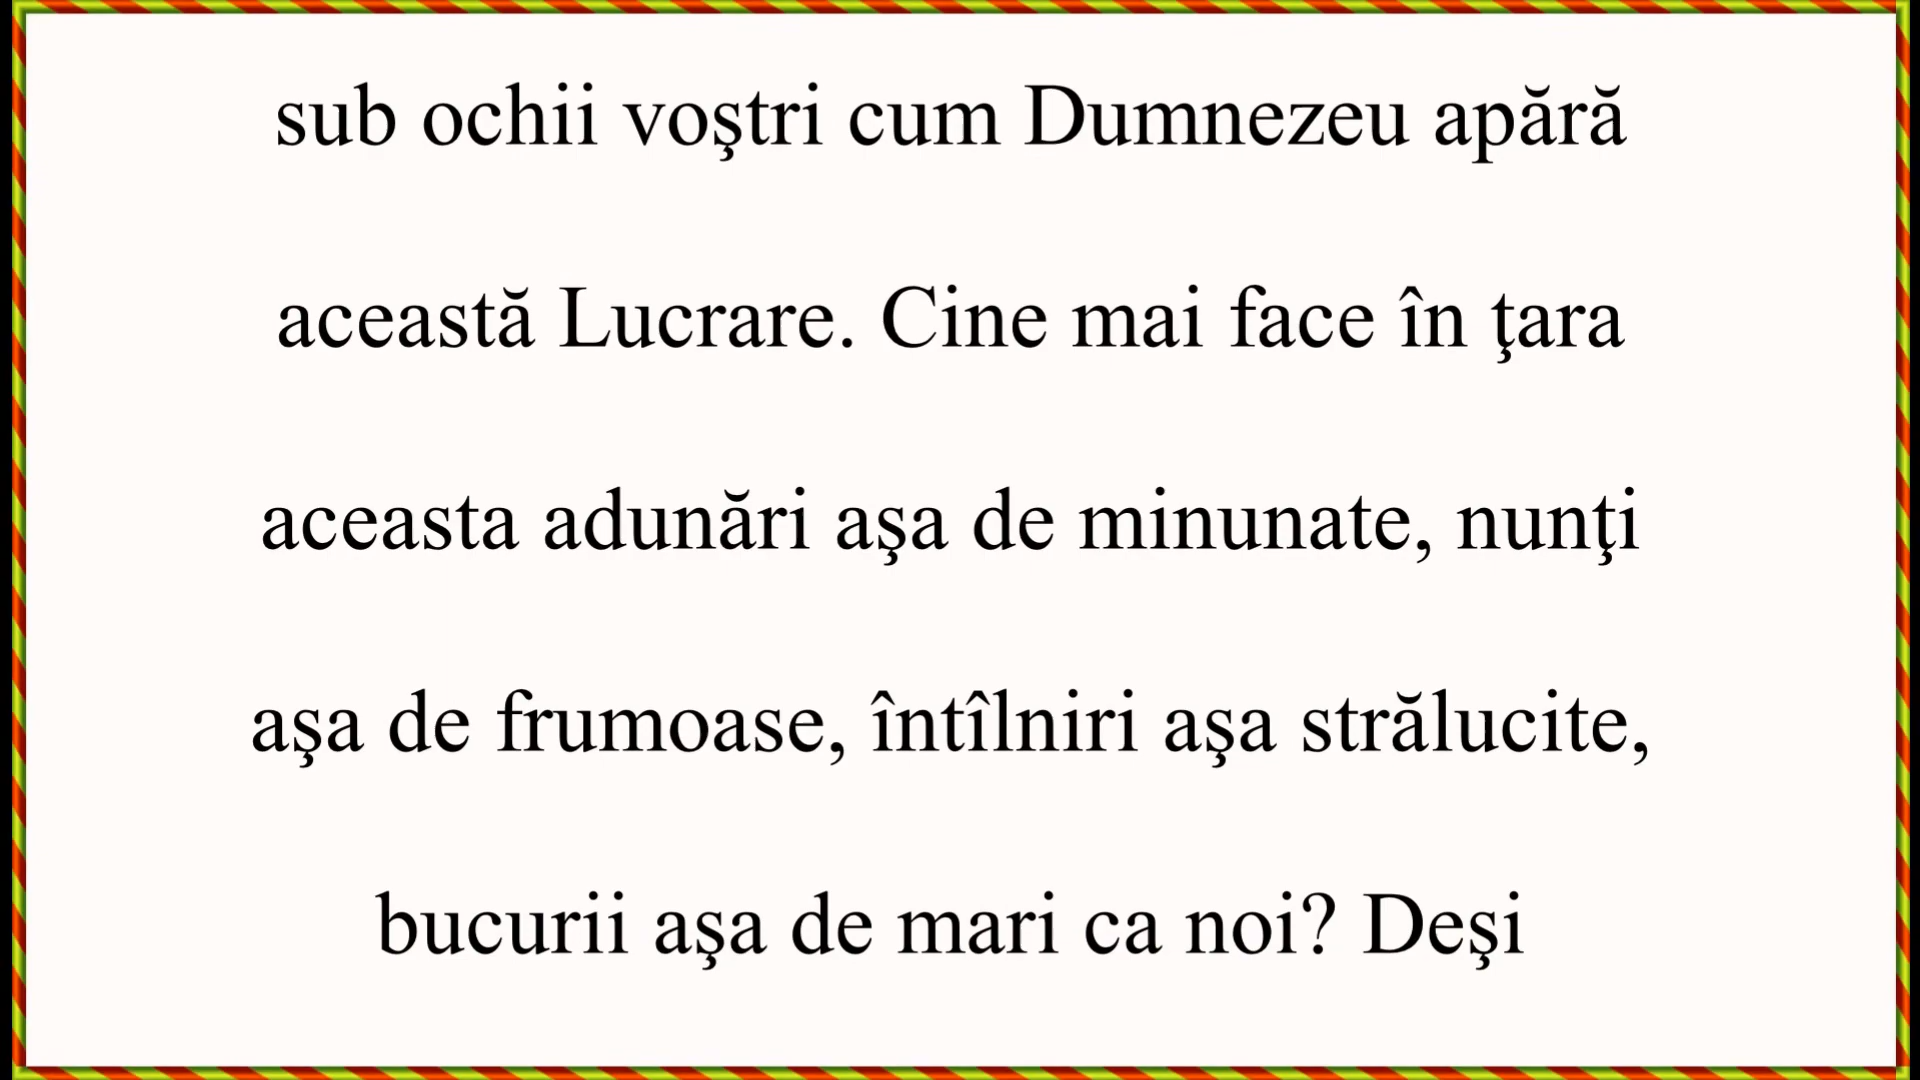 sub ochii voştri cum Dumnezeu apără
această Lucrare. Cine mai face în ţara
aceasta adunări aşa de minunate, nunţi
aşa de frumoase, întîlniri aşa strălucite,
bucurii aşa de mari ca noi? Deşi